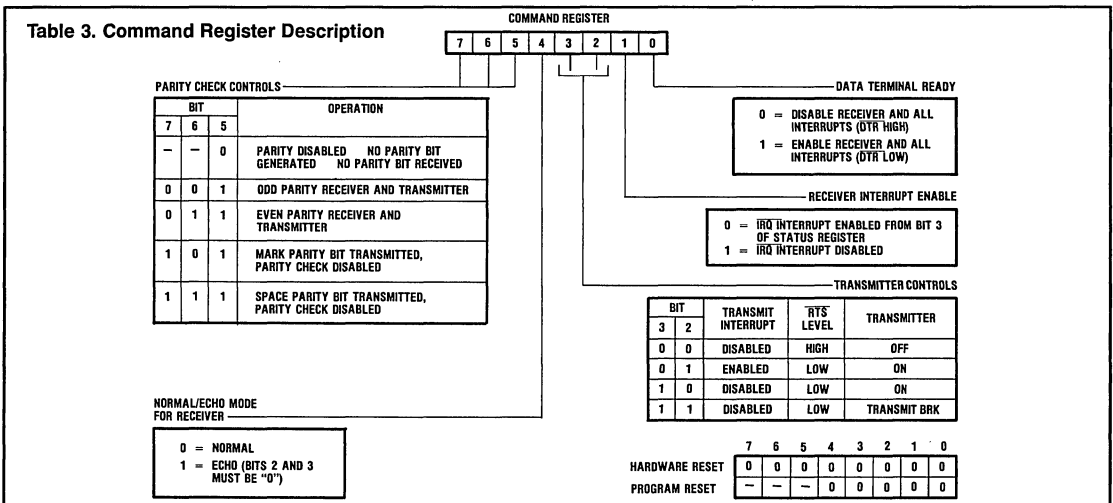 Table 3. Command Register Description
COMMAND REGISTER
7 6 5 4 3 2 1 0
PARITY CHECK CONTROLS
BIT OPERATION
7 6 5
– – 0 PARITY DISABLED NO PARITY BIT
GENERATED NO PARITY BIT RECEIVED
0 0 1 ODD PARITY RECEIVER AND TRANSMITTER
0 1 1 EVEN PARITY RECEIVER AND
TRANSMITTER
1 0 1 MARK PARITY BIT TRANSMITTED,
PARITY CHECK DISABLED
1 1 1 SPACE PARITY BIT TRANSMITTED,
PARITY CHECK DISABLED
NORMAL/ECHO MODE
FOR RECEIVER
0 = NORMAL
1 = ECHO (BITS 2 AND 3
MUST BE "0")
DATA TERMINAL READY
0 = DISABLE RECEIVER AND ALL
INTERRUPTS (DTR HIGH)
1 = ENABLE RECEIVER AND ALL
INTERRUPTS (DTR LOW)
RECEIVER INTERRUPT ENABLE
0 = IRQ INTERRUPT ENABLED FROM BIT 3
OF STATUS REGISTER
1 = IRQ INTERRUPT DISABLED
TRANSMITTER CONTROLS
BIT TRANSMIT RTS TRANSMITTER
3 2 INTERRUPT LEVEL
0 0 DISABLED HIGH OFF
0 1 ENABLED LOW ON
1 0 DISABLED LOW ON
1 1 DISABLED LOW TRANSMIT BRK
7 6 5 4 3 2 1 0
HARDWARE RESET 0 0 0 0 0 0 0 0
PROGRAM RESET – – – 0 0 0 0 0